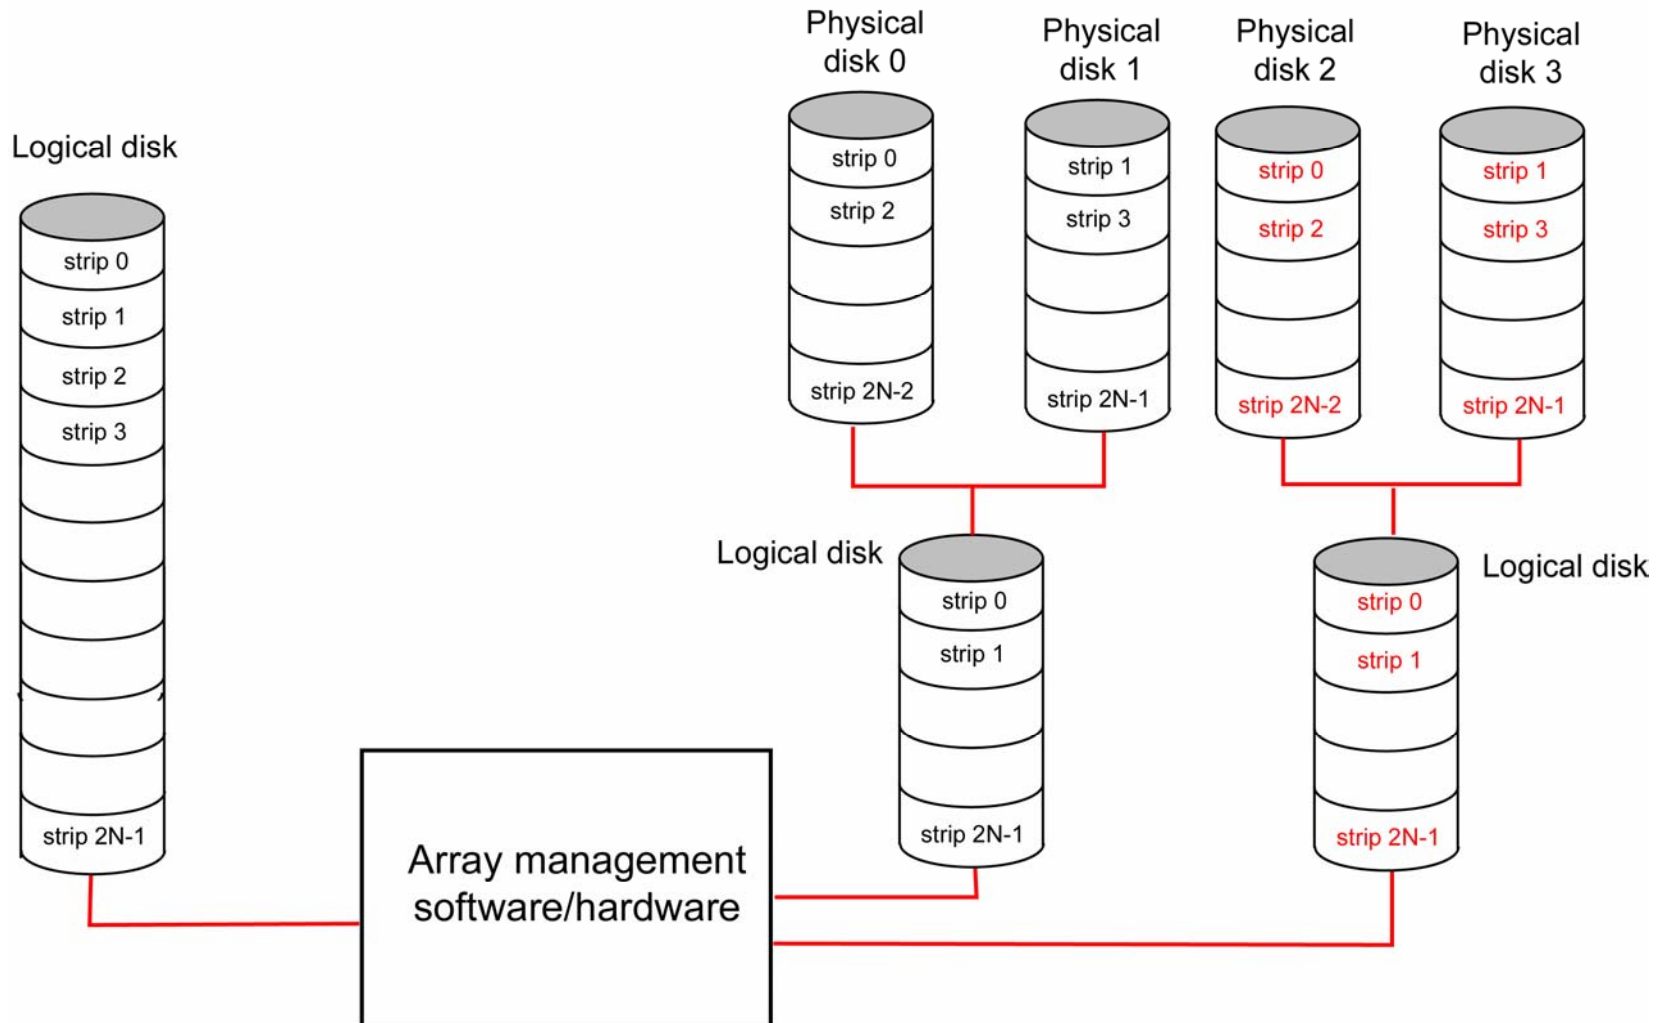 Physical
disk 0
Physical
disk 1
Physical
disk 2
Physical
disk 3
Logical disk
strip 0
strip 1
strip 2
strip 3
strip 2N-1
strip 0
strip 2
strip 2N-2
strip 1
strip 3
strip 2N-1
strip 0
strip 2
strip 2N-2
strip 1
strip 3
strip 2N-1
Logical disk
strip 0
strip 1
strip 2N-1
Logical disk
strip 0
strip 1
strip 2N-1
Array management
software/hardware